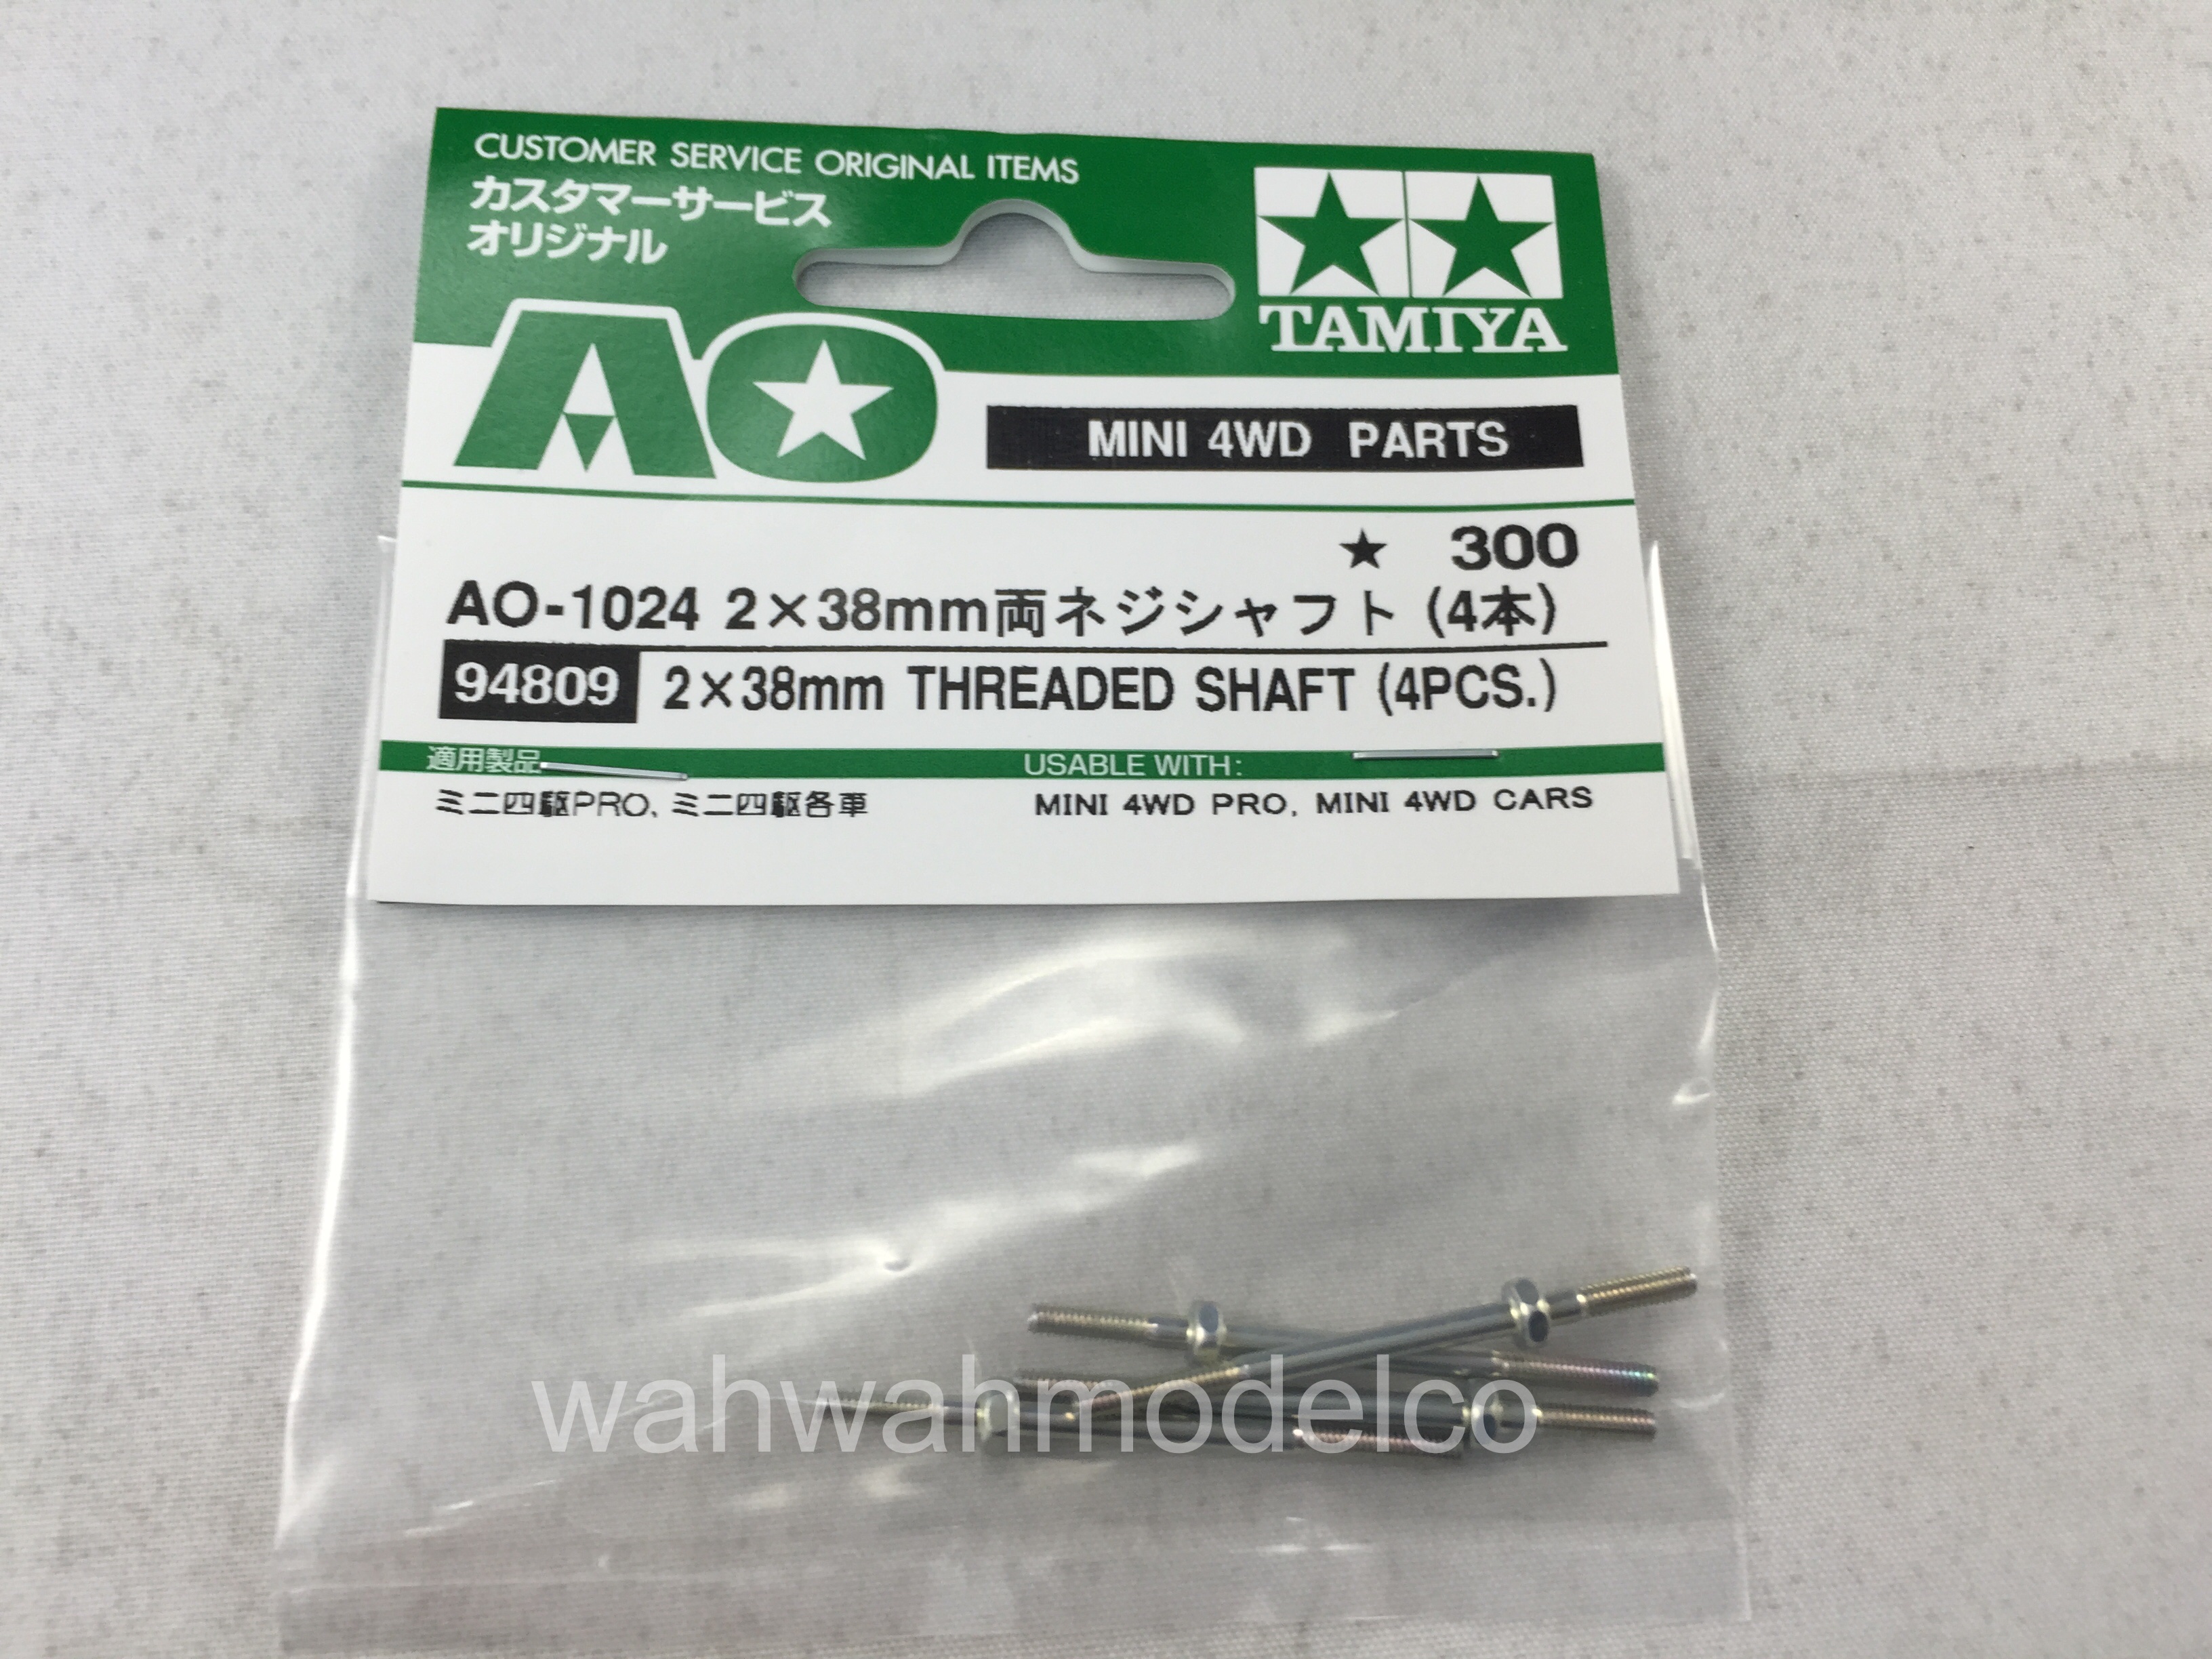 CUSTOMER SERVICE ORIGINAL ITEMS
カスタマーサービス
オリジナル
TAMIYA
AO
MINI 4WD PARTS
★ 300
AO-1024 2×38mm両ネジシャフト (4本)
94809 2×38mm THREADED SHAFT (4PCS.)
適用製品 USABLE WITH:
ミニ四駆PRO, ミニ四駆各車 MINI 4WD PRO, MINI 4WD CARS
wahwahmodelco